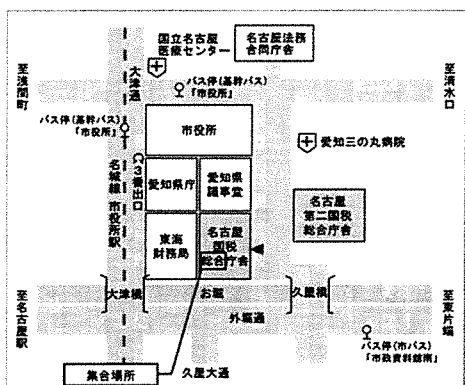 国立名古屋
医療センター
名古屋法務
合同庁舎
至浅間町
大津通
バス停(基幹バス)
「市役所」
至清水口
バス停(基幹バス)
「市役所」
市役所
愛知三の丸病院
名城線 市役所駅
3番出口
愛知県庁
愛知県
議事堂
名古屋
第二国税
総合庁舎
東海
財務局
名古屋
国税
総合庁舎
大津橋
お堀
久屋橋
至名古屋駅
外堀通
至東片端
バス停(市バス)
「市政資料館南」
集合場所
久屋大通